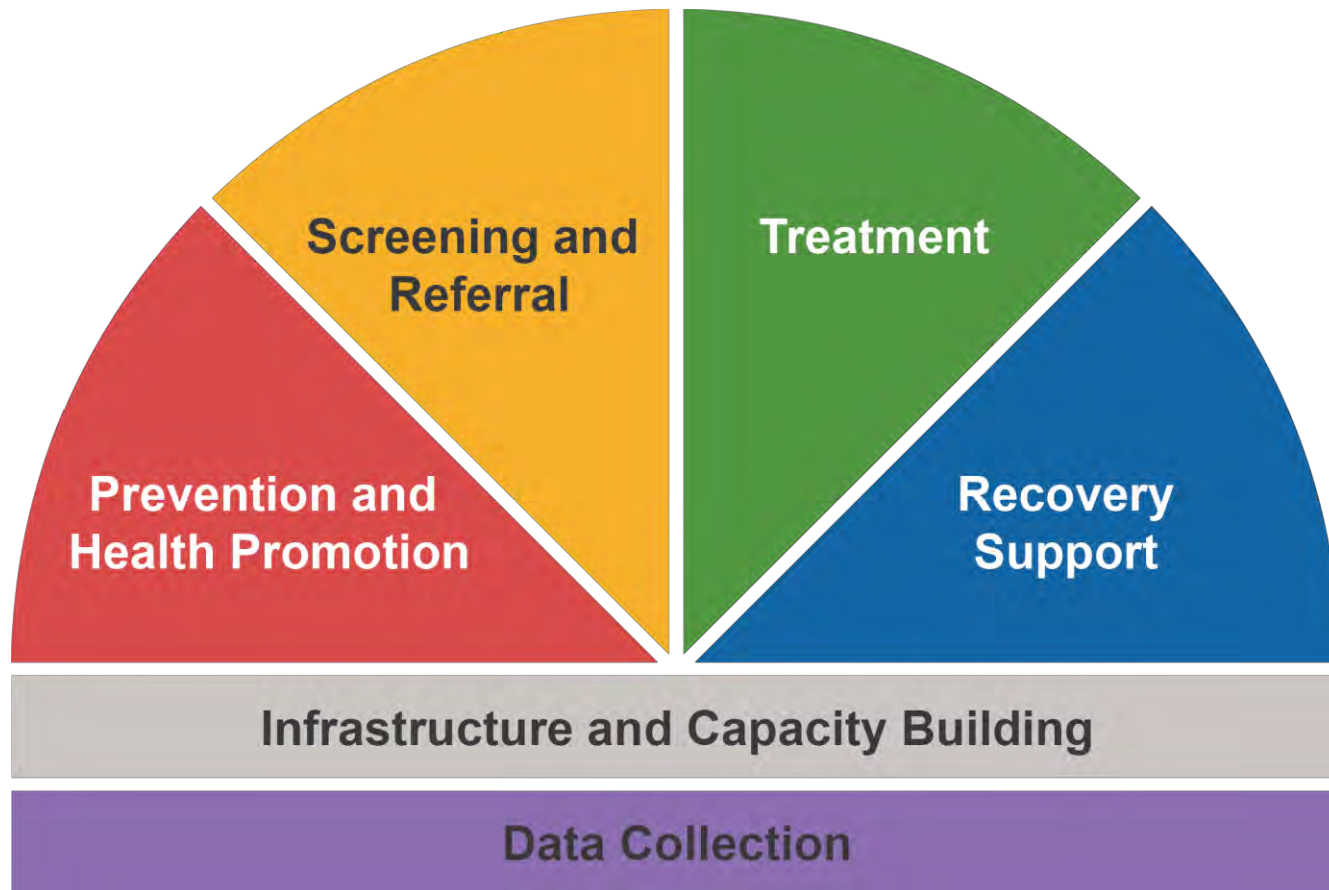 Screening and
Referral
Treatment
Prevention and
Health Promotion
Recovery
Support
Infrastructure and Capacity Building
Data Collection